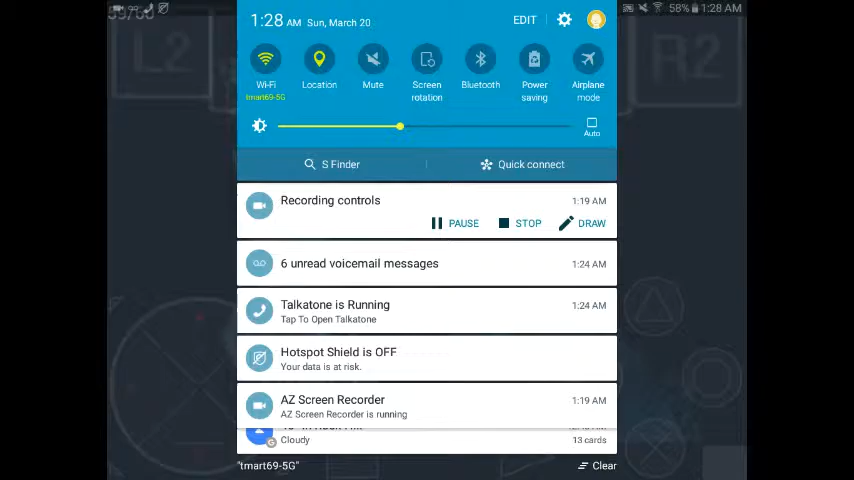 58% 1:28 AM
L2
R2
1:28 AM Sun, March 20
EDIT
Wi-Fi
tmart69-5G
Location
Mute
Screen rotation
Bluetooth
Power saving
Airplane mode
Auto
S Finder
Quick connect
Recording controls
1:19 AM
PAUSE
STOP
DRAW
6 unread voicemail messages
1:24 AM
Talkatone is Running
1:24 AM
Tap To Open Talkatone
Hotspot Shield is OFF
Your data is at risk.
AZ Screen Recorder
1:19 AM
AZ Screen Recorder is running
Cloudy
13 cards
"tmart69-5G"
Clear